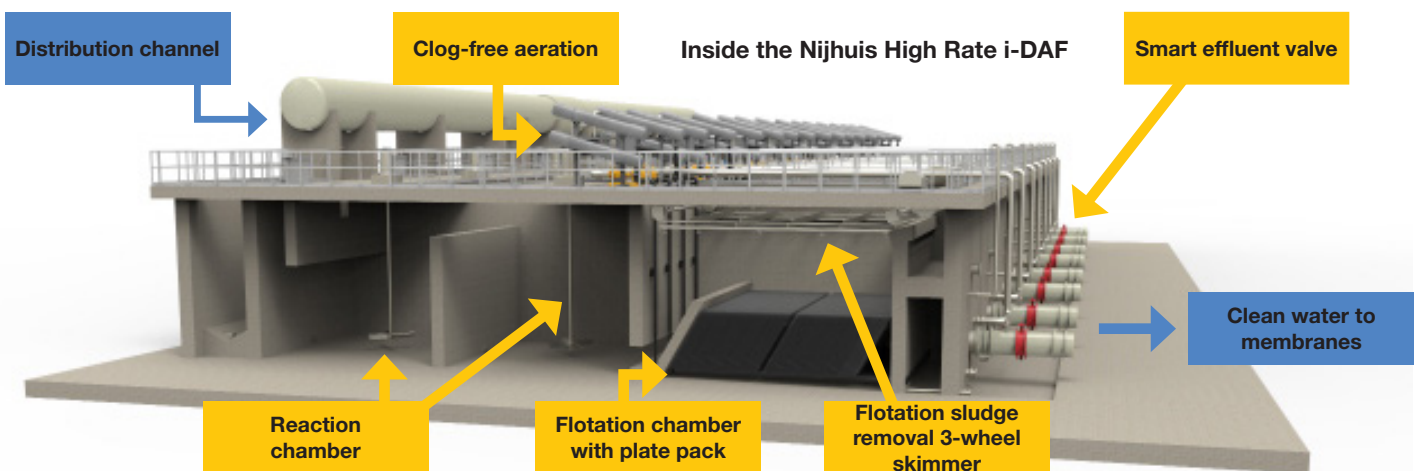 Distribution channel
Clog-free aeration
Inside the Nijhuis High Rate i-DAF
Smart effluent valve
Clean water to
membranes
Reaction
chamber
Flotation chamber
with plate pack
Flotation sludge
removal 3-wheel
skimmer